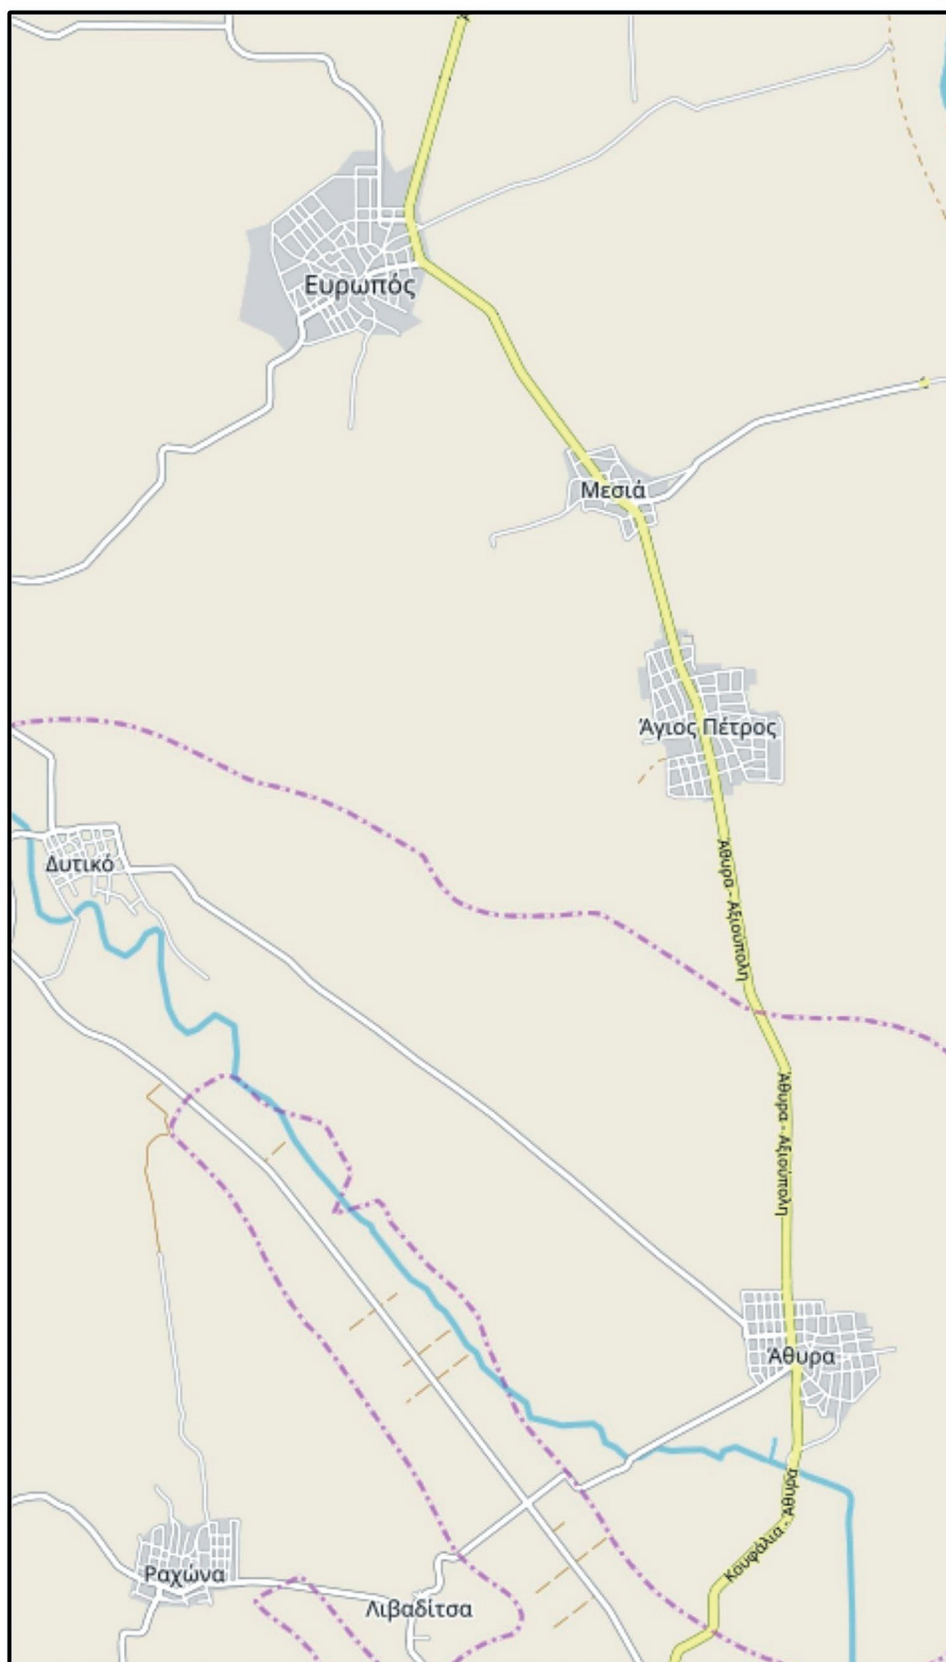 Ευρωπός
Μεσιά
Άγιος Πέτρος
Άθυρα - Αξιούπολη
Δυτικό
Άθυρα - Αξιούπολη
Άθυρα
Κουφάλια - Άθυρα
Ραχώνα
Λιβαδίτσα